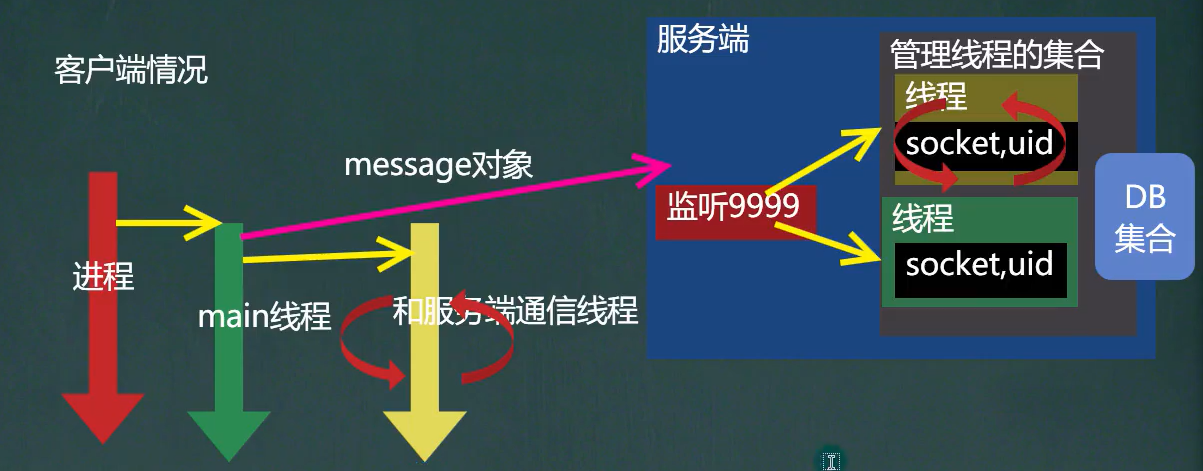 客户端情况
进程
main线程
和服务端通信线程
message对象
服务端
监听9999
管理线程的集合
线程
socket,uid
线程
socket,uid
DB
集合